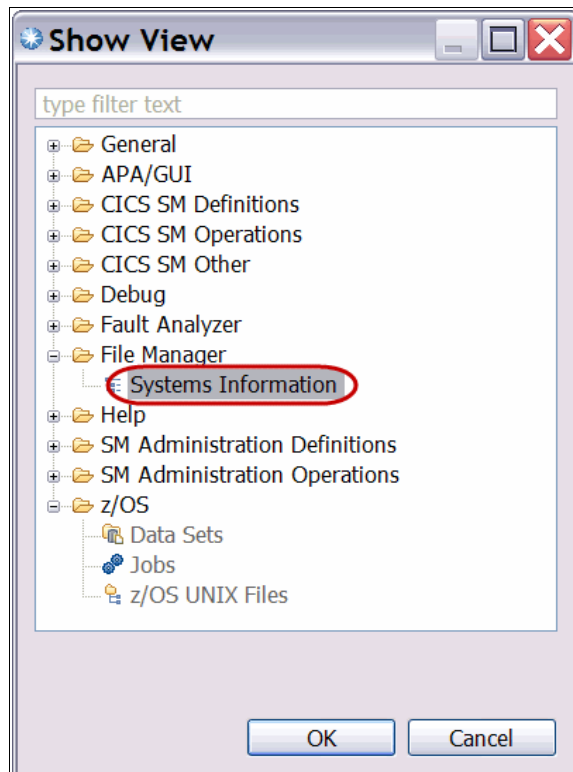 Show View
type filter text
General
APA/GUI
CICS SM Definitions
CICS SM Operations
CICS SM Other
Debug
Fault Analyzer
File Manager
Systems Information
Help
SM Administration Definitions
SM Administration Operations
z/OS
Data Sets
Jobs
z/OS UNIX Files
OK Cancel